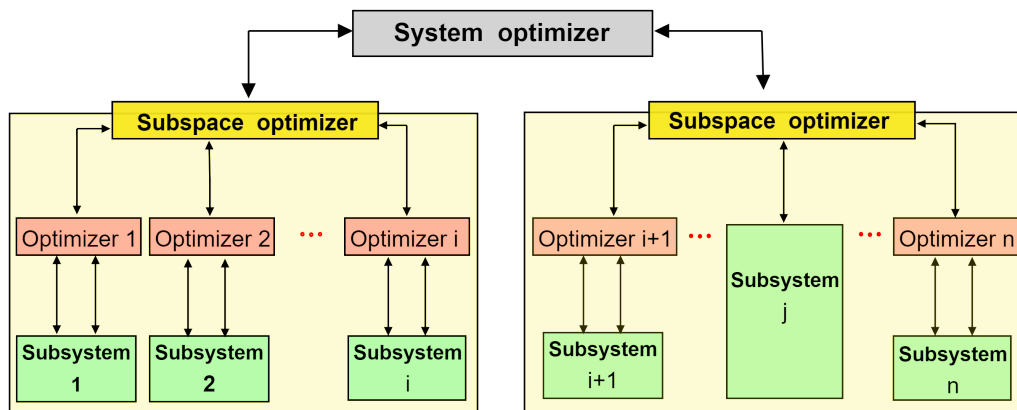 System optimizer
Subspace optimizer
Subspace optimizer
Optimizer 1
Optimizer 2
...
Optimizer i
Optimizer i+1
...
...
Optimizer n
Subsystem
1
Subsystem
2
Subsystem
i
Subsystem
i+1
Subsystem
j
Subsystem
n